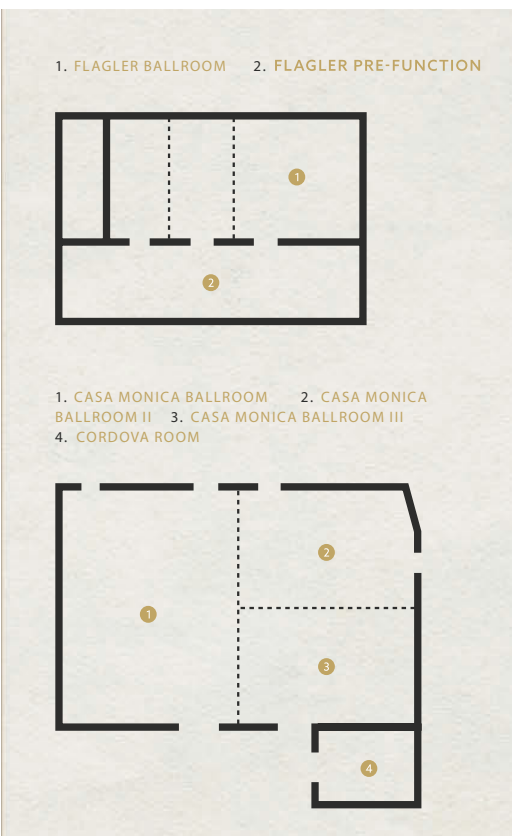 1. FLAGLER BALLROOM 2. FLAGLER PRE-FUNCTION
1
2
1. CASA MONICA BALLROOM 2. CASA MONICA
BALLROOM II 3. CASA MONICA BALLROOM III
4. CORDOVA ROOM
2
1
3
4